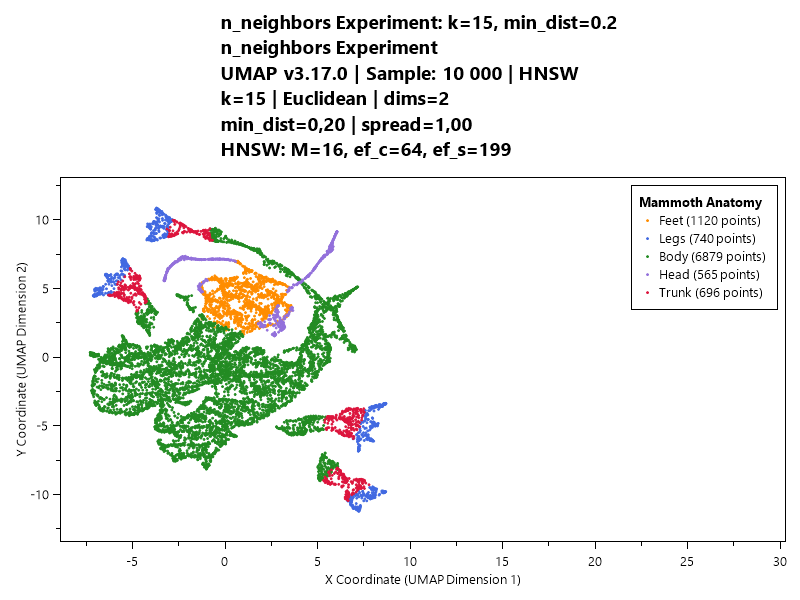 n_neighbors Experiment: k=15, min_dist=0.2
n_neighbors Experiment
UMAP v3.17.0 | Sample: 10 000 | HNSW
k=15 | Euclidean | dims=2
min_dist=0,20 | spread=1,00
HNSW: M=16, ef_c=64, ef_s=199
Mammoth Anatomy
Feet (1120 points)
Legs (740 points)
Body (6879 points)
Head (565 points)
Trunk (696 points)
Y Coordinate (UMAP Dimension 2)
10
5
0
-5
-10
-5 0 5 10 15 20 25 30
X Coordinate (UMAP Dimension 1)